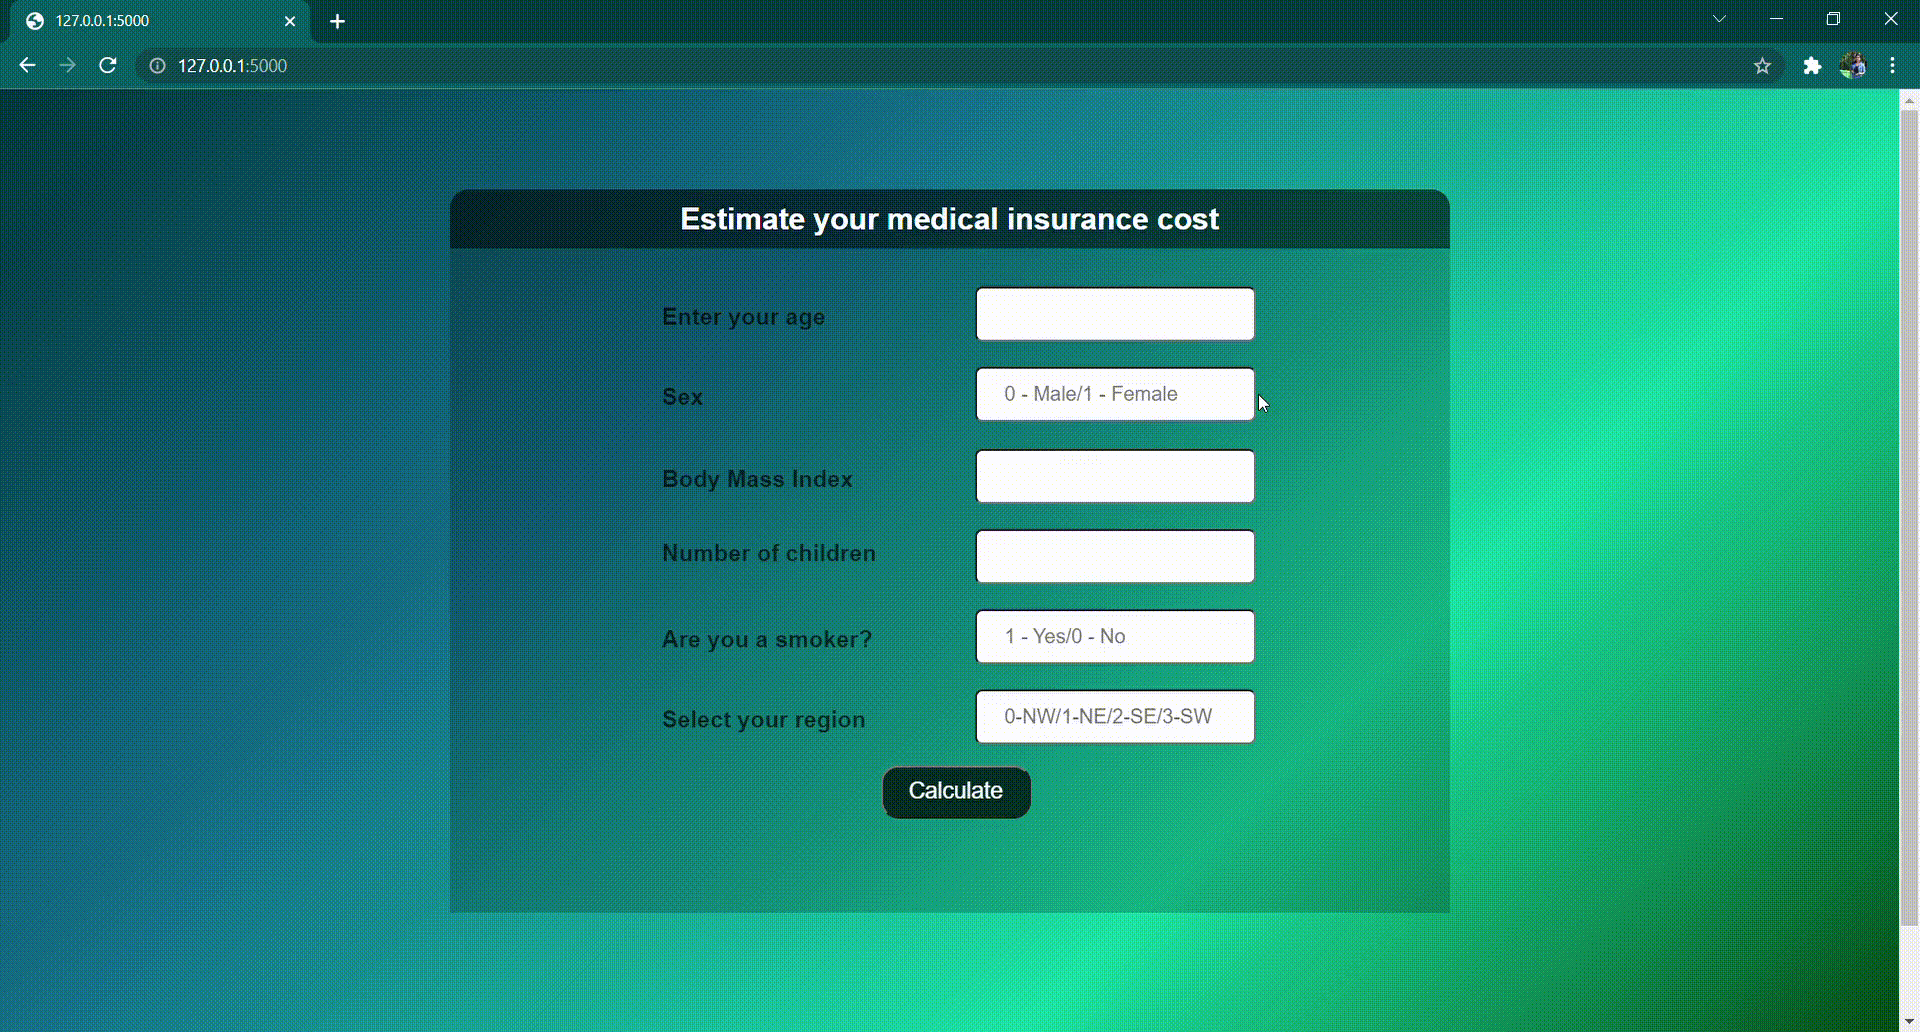 127.0.0.1:5000
127.0.0.1:5000
Estimate your medical insurance cost
Enter your age
Sex
0 - Male/1 - Female
Body Mass Index
Number of children
Are you a smoker?
1 - Yes/0 - No
Select your region
0-NW/1-NE/2-SE/3-SW
Calculate